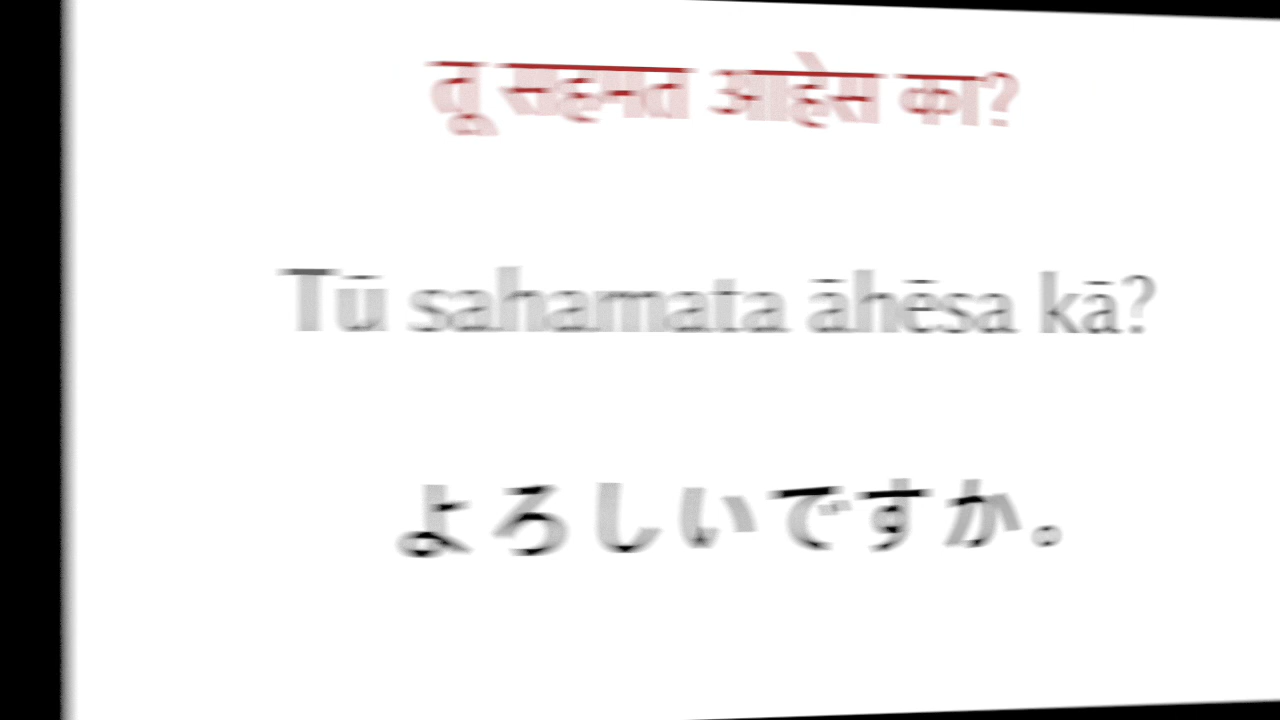 तू सहमत आहेस का?
Tū sahamata āhēsa kā?
よろしいですか。